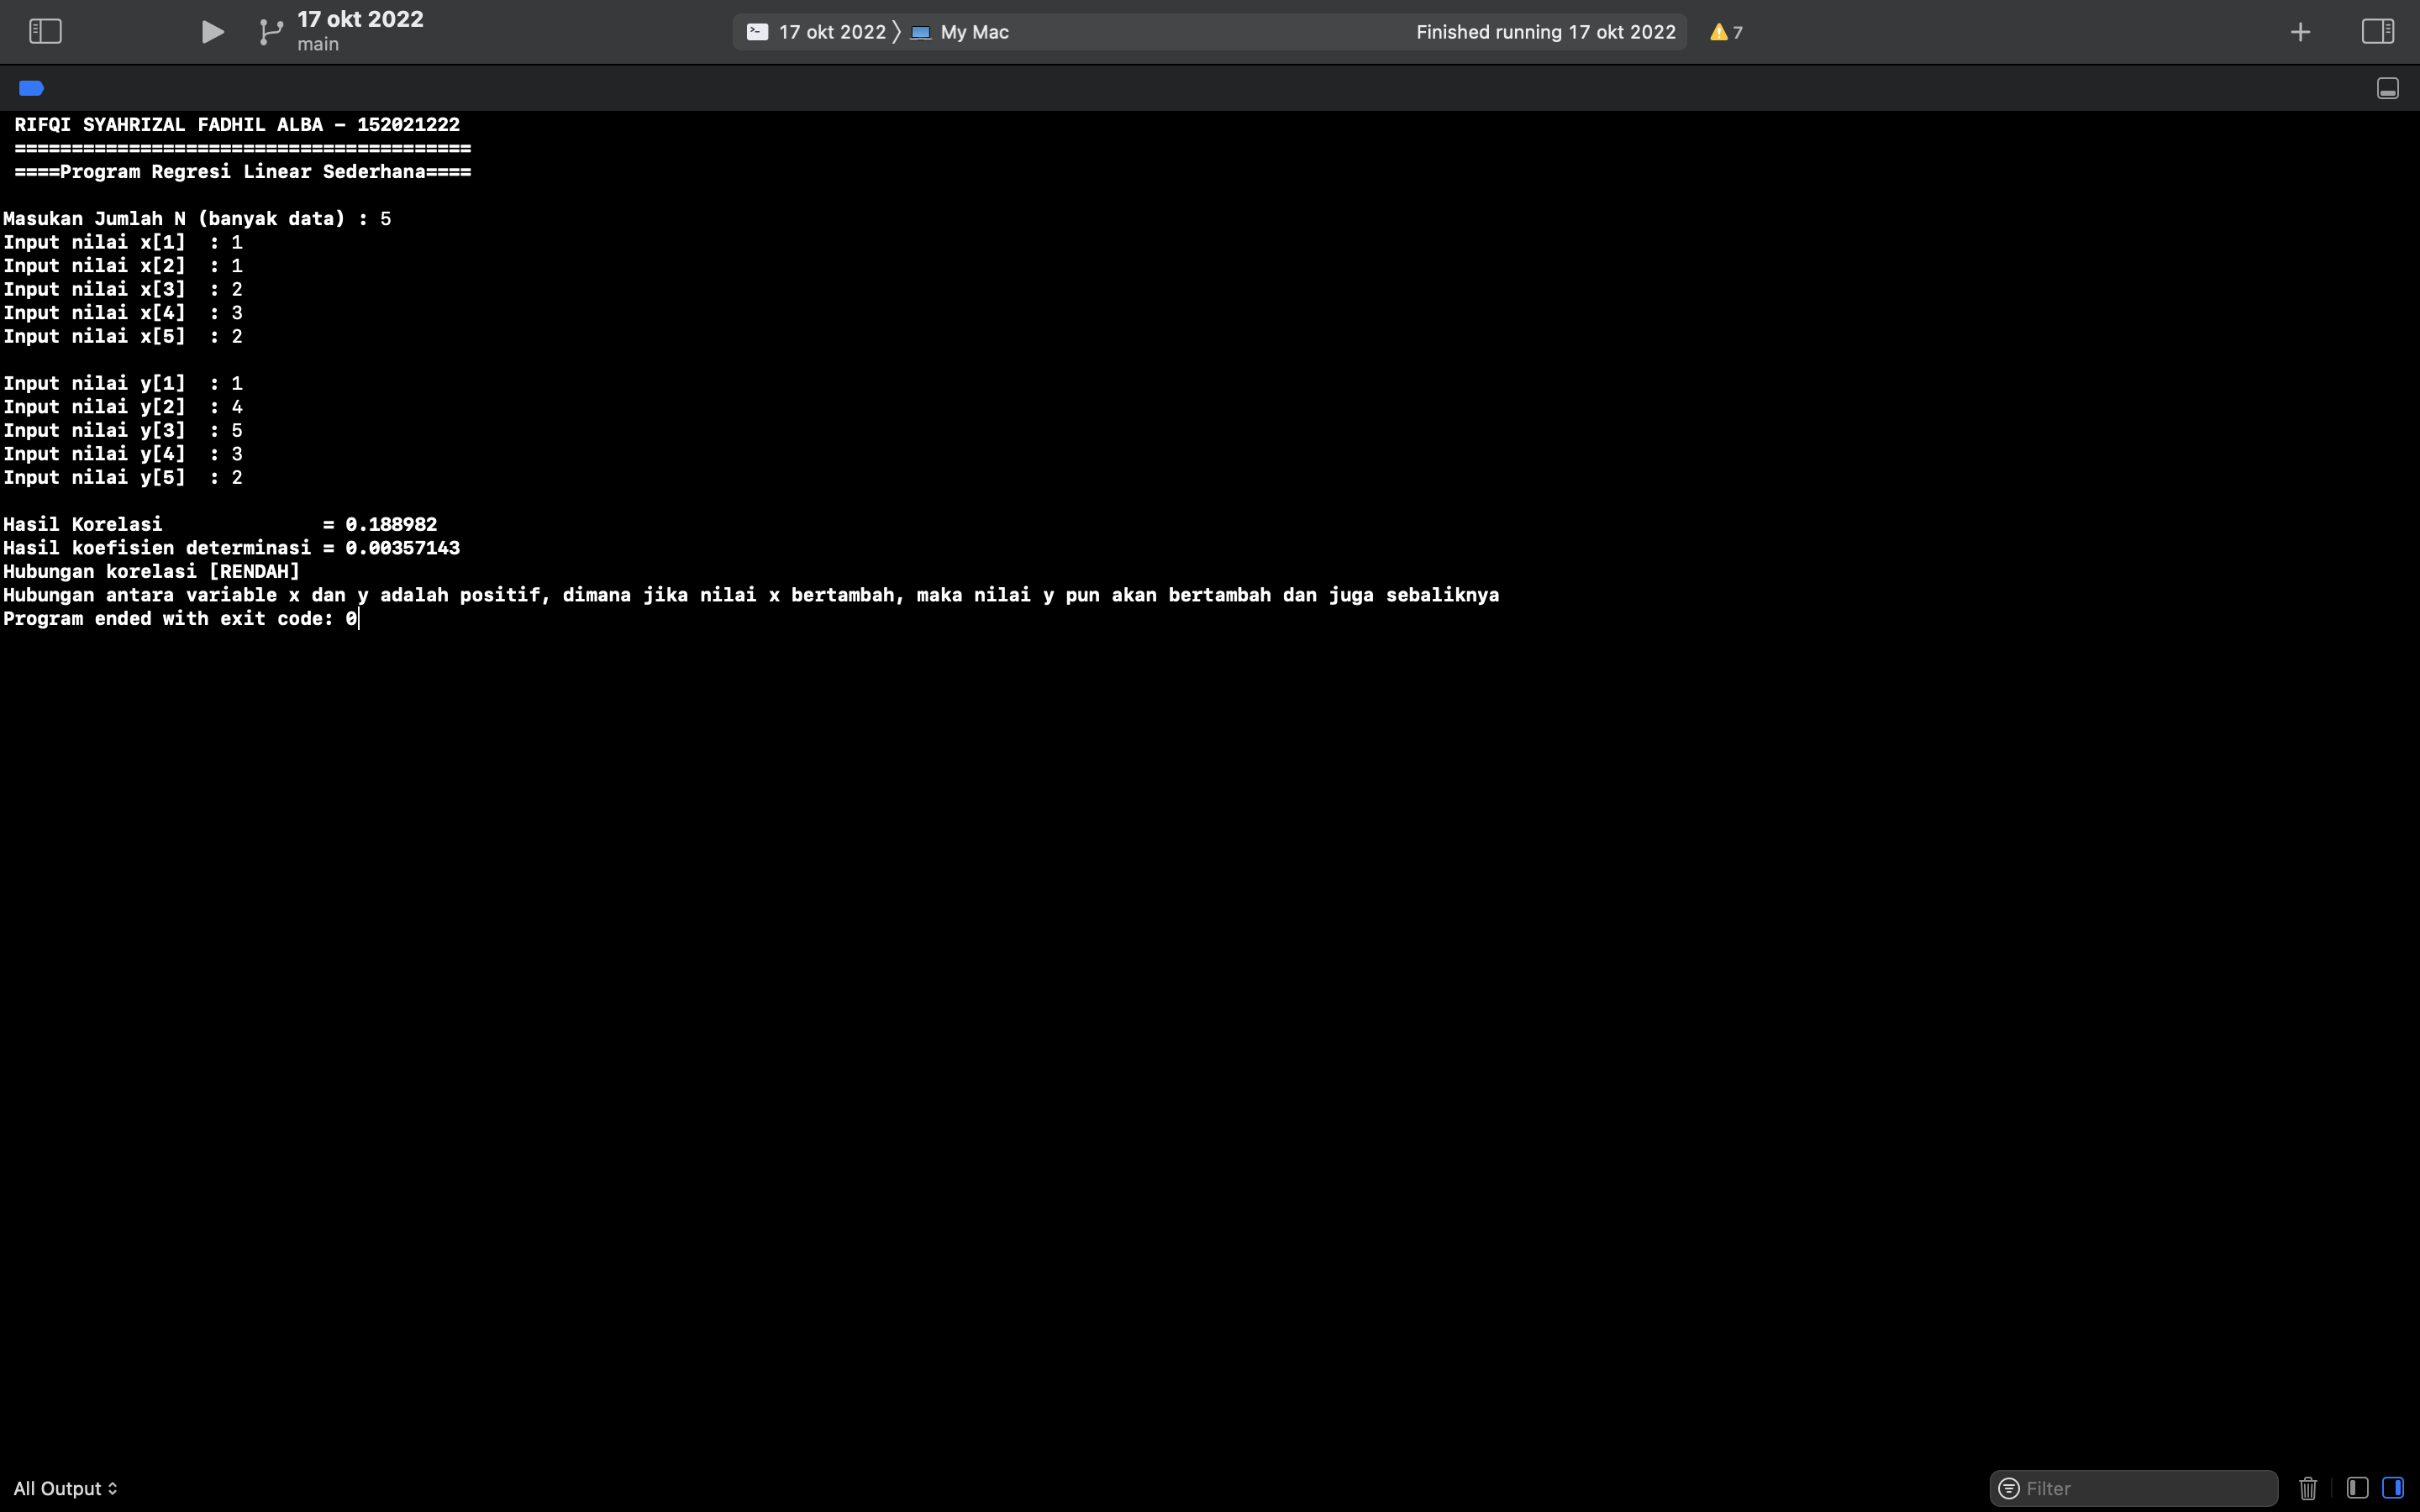 17 okt 2022
main
17 okt 2022 〉 My Mac
Finished running 17 okt 2022
7
RIFQI SYAHRIZAL FADHIL ALBA - 152021222
========================================
====Program Regresi Linear Sederhana====
Masukan Jumlah N (banyak data) : 5
Input nilai x[1]  : 1
Input nilai x[2]  : 1
Input nilai x[3]  : 2
Input nilai x[4]  : 3
Input nilai x[5]  : 2
Input nilai y[1]  : 1
Input nilai y[2]  : 4
Input nilai y[3]  : 5
Input nilai y[4]  : 3
Input nilai y[5]  : 2
Hasil Korelasi              = 0.188982
Hasil koefisien determinasi = 0.00357143
Hubungan korelasi [RENDAH]
Hubungan antara variable x dan y adalah positif, dimana jika nilai x bertambah, maka nilai y pun akan bertambah dan juga sebaliknya
Program ended with exit code: 0
All Output
Filter